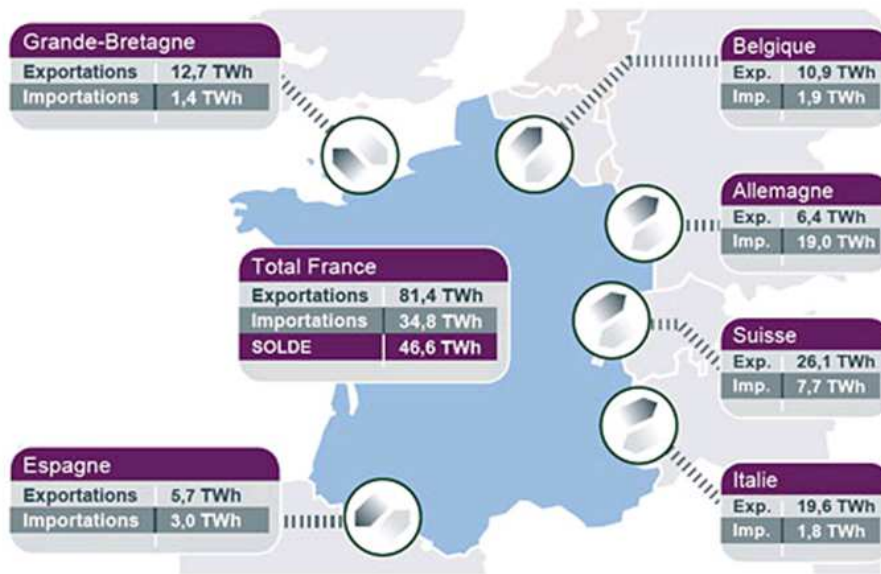 Grande-Bretagne
Exportations 12,7 TWh
Importations 1,4 TWh
Belgique
Exp. 10,9 TWh
Imp. 1,9 TWh
Allemagne
Exp. 6,4 TWh
Imp. 19,0 TWh
Total France
Exportations 81,4 TWh
Importations 34,8 TWh
SOLDE 46,6 TWh
Suisse
Exp. 26,1 TWh
Imp. 7,7 TWh
Espagne
Exportations 5,7 TWh
Importations 3,0 TWh
Italie
Exp. 19,6 TWh
Imp. 1,8 TWh